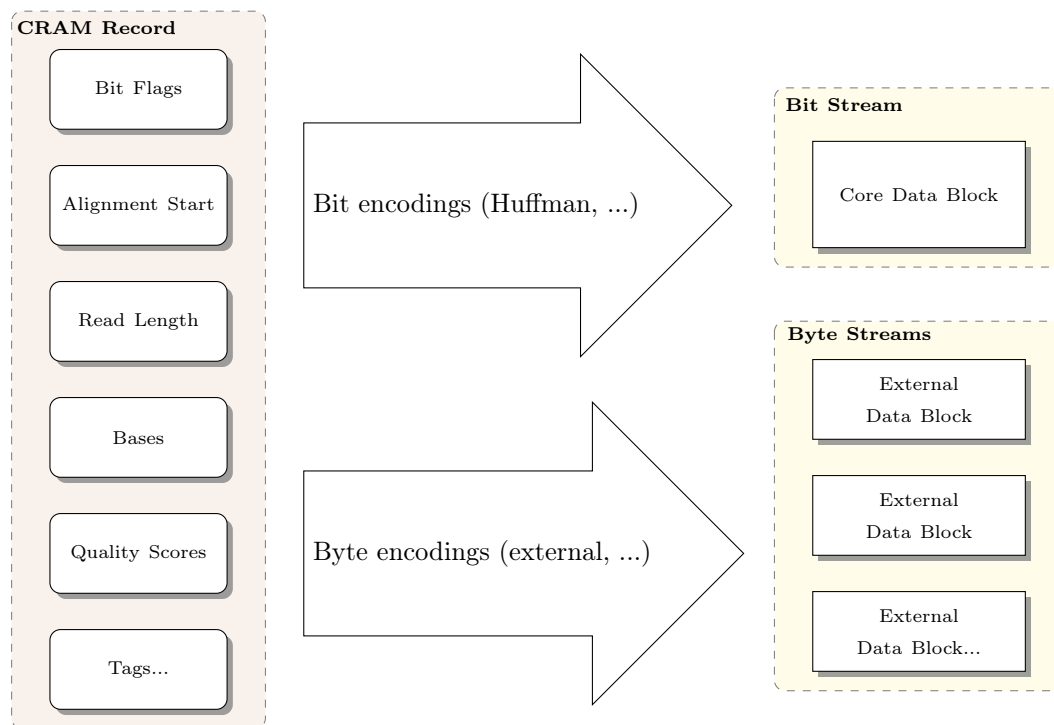 CRAM Record
Bit Flags
Alignment Start
Read Length
Bases
Quality Scores
Tags...
Bit encodings (Huffman, ...)
Byte encodings (external, ...)
Bit Stream
Core Data Block
Byte Streams
External
Data Block
External
Data Block
External
Data Block...